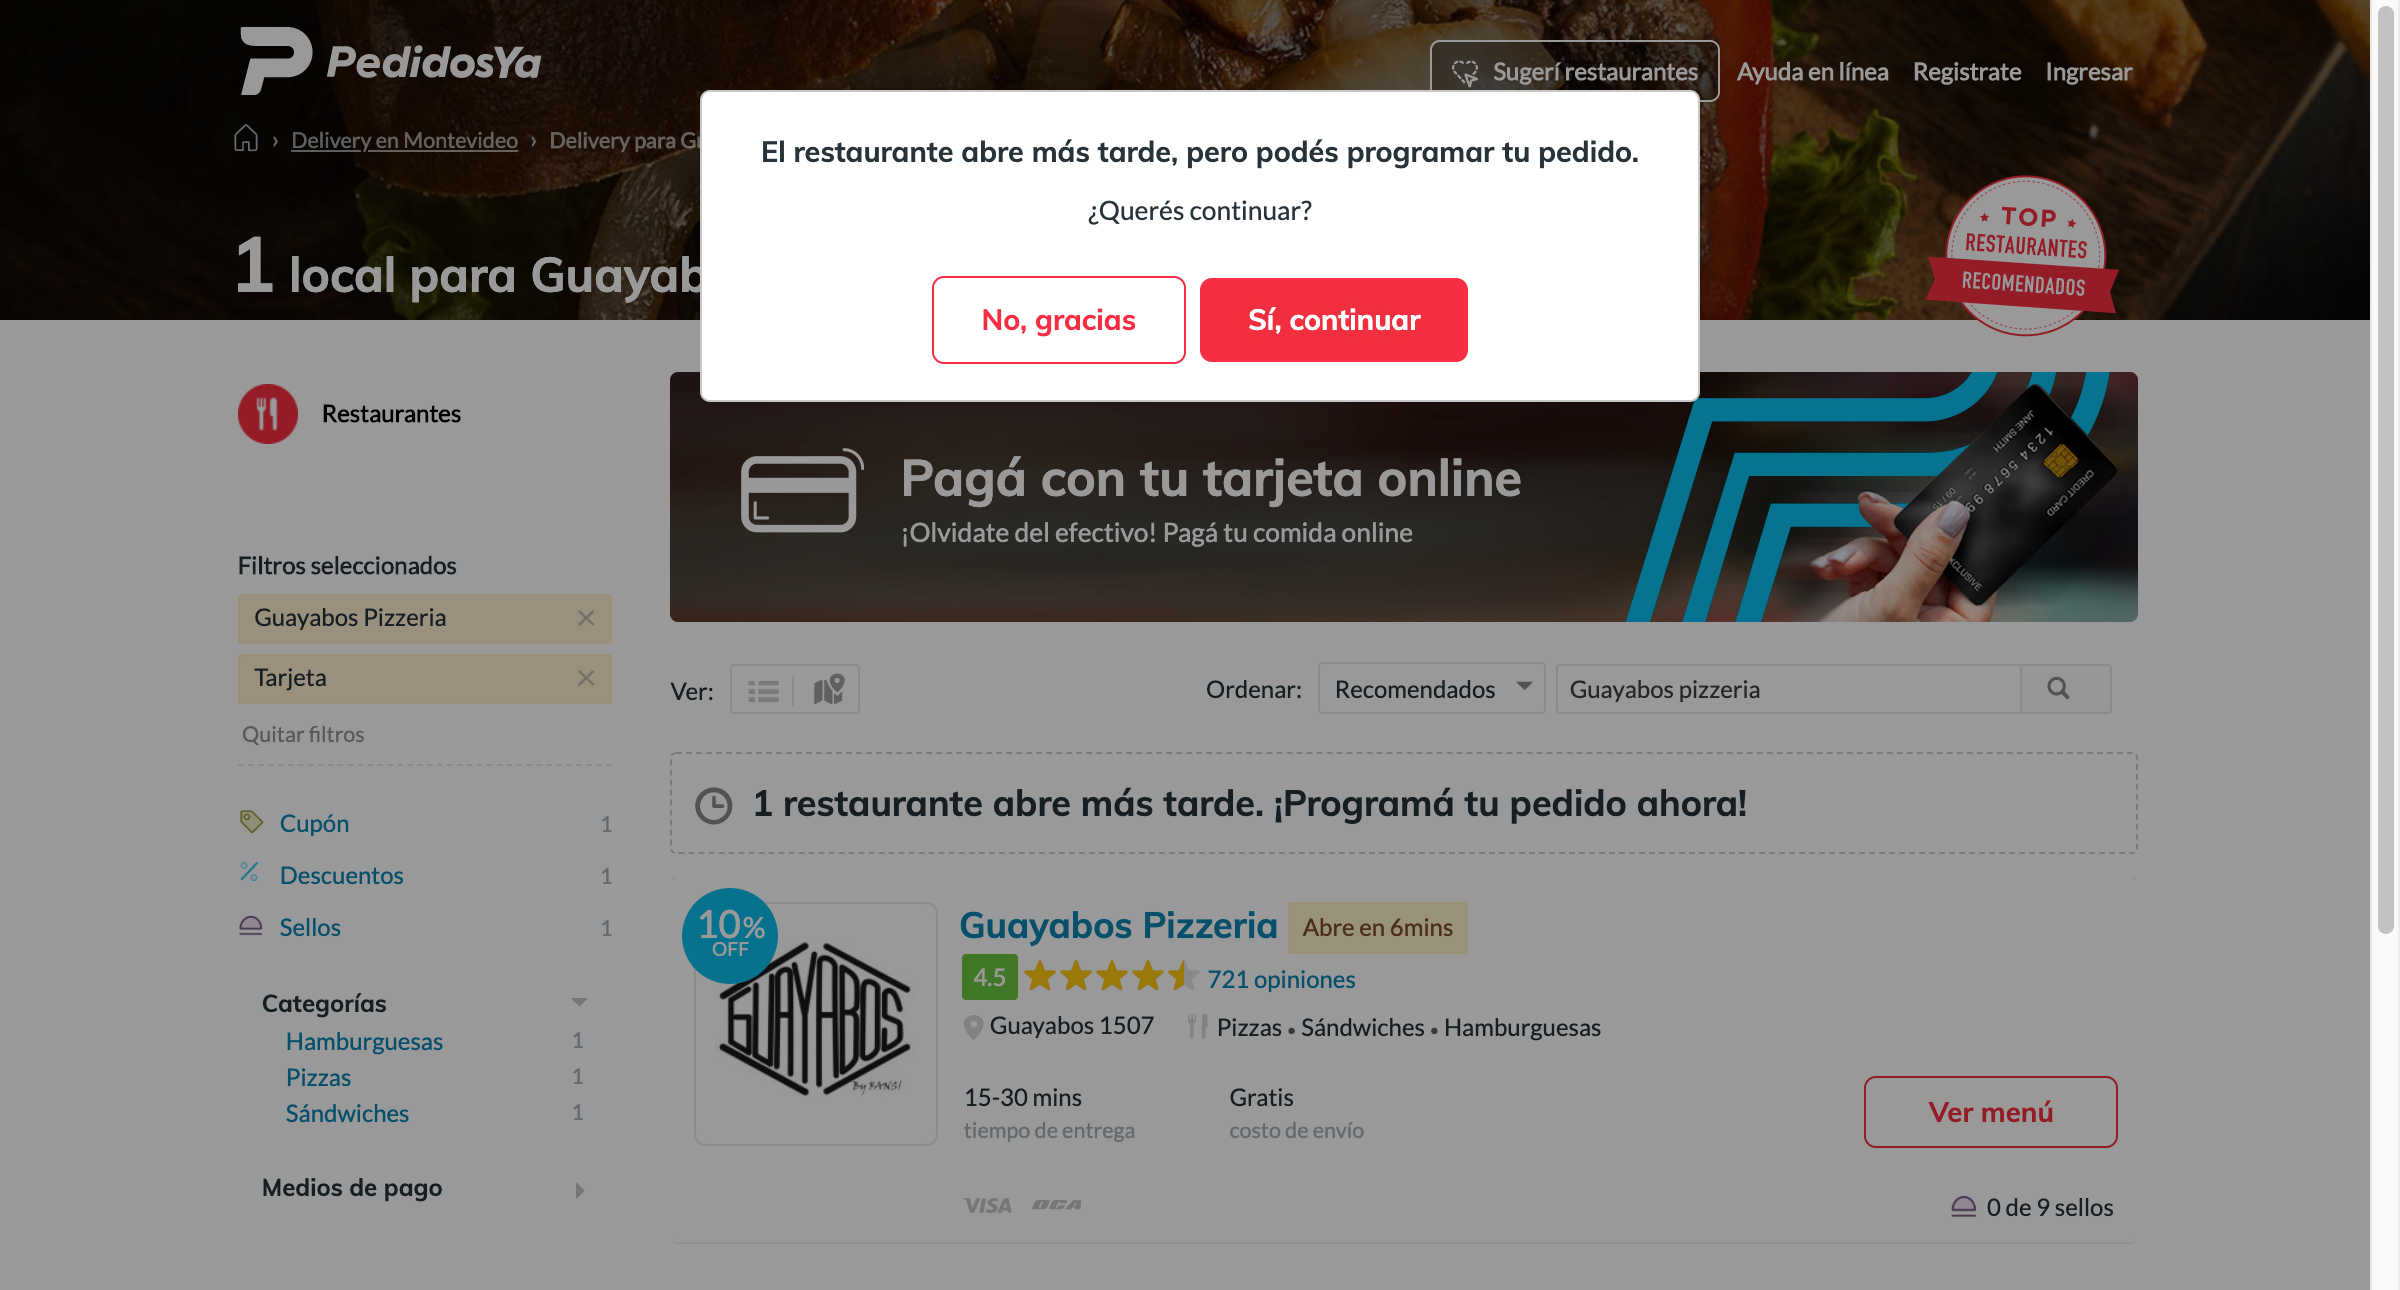 PedidosYa
Sugerí restaurantes
Ayuda en línea
Registrate
Ingresar
› Delivery en Montevideo › Delivery para
El restaurante abre más tarde, pero podés programar tu pedido.
¿Querés continuar?
No, gracias
Sí, continuar
1 local para Guayab
TOP
RESTAURANTES
RECOMENDADOS
Restaurantes
Pagá con tu tarjeta online
¡Olvidate del efectivo! Pagá tu comida online
JANE SMITH
CREDIT CARD
Filtros seleccionados
Guayabos Pizzeria
Tarjeta
Quitar filtros
Ver:
Ordenar:
Recomendados
Guayabos pizzeria
1 restaurante abre más tarde. ¡Programá tu pedido ahora!
Cupón 1
Descuentos 1
Sellos 1
Categorías
Hamburguesas 1
Pizzas 1
Sándwiches 1
Medios de pago
10%
OFF
GUAYABOS
By FANSI
Guayabos Pizzeria
Abre en 6mins
4.5
721 opiniones
Guayabos 1507
Pizzas • Sándwiches • Hamburguesas
15-30 mins
tiempo de entrega
Gratis
costo de envío
Ver menú
VISA
OCA
0 de 9 sellos